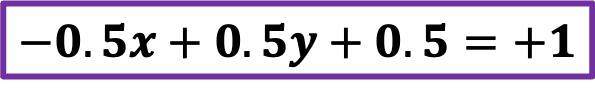 −0.5x + 0.5y + 0.5 = +1